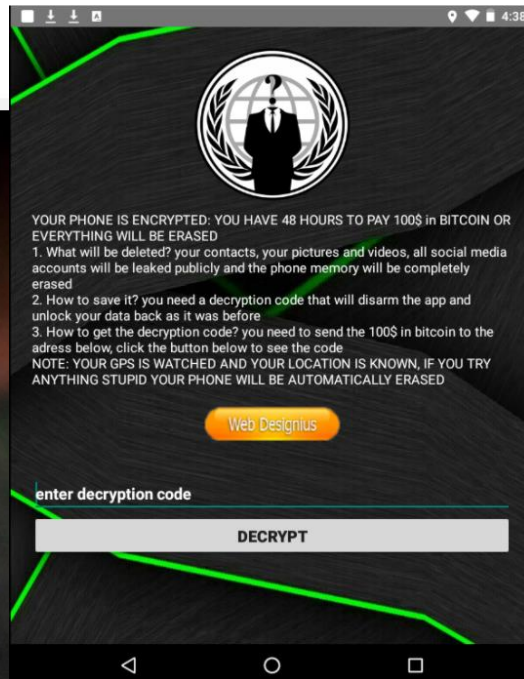 4:38
YOUR PHONE IS ENCRYPTED: YOU HAVE 48 HOURS TO PAY 100$ in BITCOIN OR
EVERYTHING WILL BE ERASED
1. What will be deleted? your contacts, your pictures and videos, all social media
accounts will be leaked publicly and the phone memory will be completely
erased
2. How to save it? you need a decryption code that will disarm the app and
unlock your data back as it was before
3. How to get the decryption code? you need to send the 100$ in bitcoin to the
adress below, click the button below to see the code
NOTE: YOUR GPS IS WATCHED AND YOUR LOCATION IS KNOWN, IF YOU TRY
ANYTHING STUPID YOUR PHONE WILL BE AUTOMATICALLY ERASED
Web Designius
enter decryption code
DECRYPT